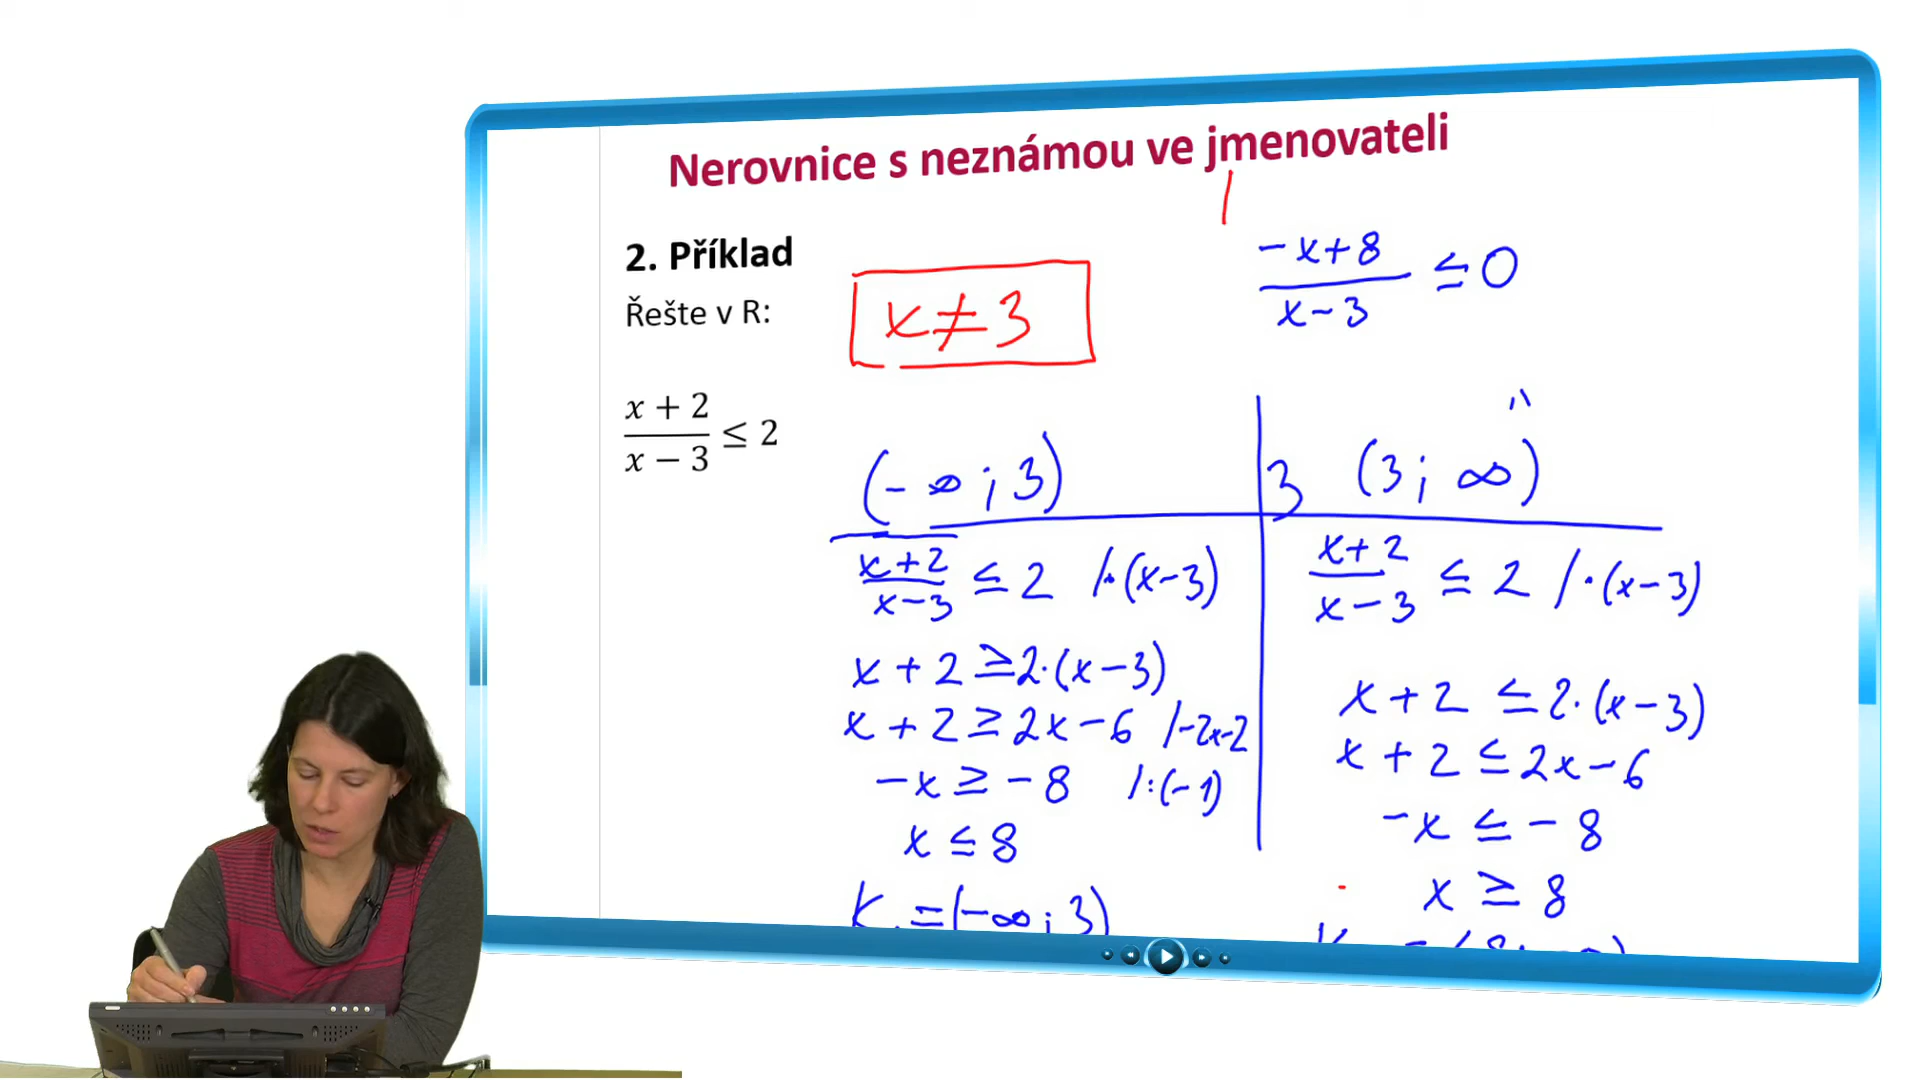 Nerovnice s neznámou ve jmenovateli
2. Příklad
Řešte v R:
x + 2
x − 3
≤ 2
x ≠ 3
-x+8
x-3
≤ 0
(-∞; 3)
3
(3; ∞)
x+2
x-3
≤ 2 /·(x-3)
x + 2 ≥ 2·(x-3)
x + 2 ≥ 2x-6 /-2x-2
-x ≥ -8 /:(-1)
x ≤ 8
K =(-∞; 3)
x+2
x-3
≤ 2 /·(x-3)
x + 2 ≤ 2·(x-3)
x + 2 ≤ 2x-6
-x ≤ -8
x ≥ 8